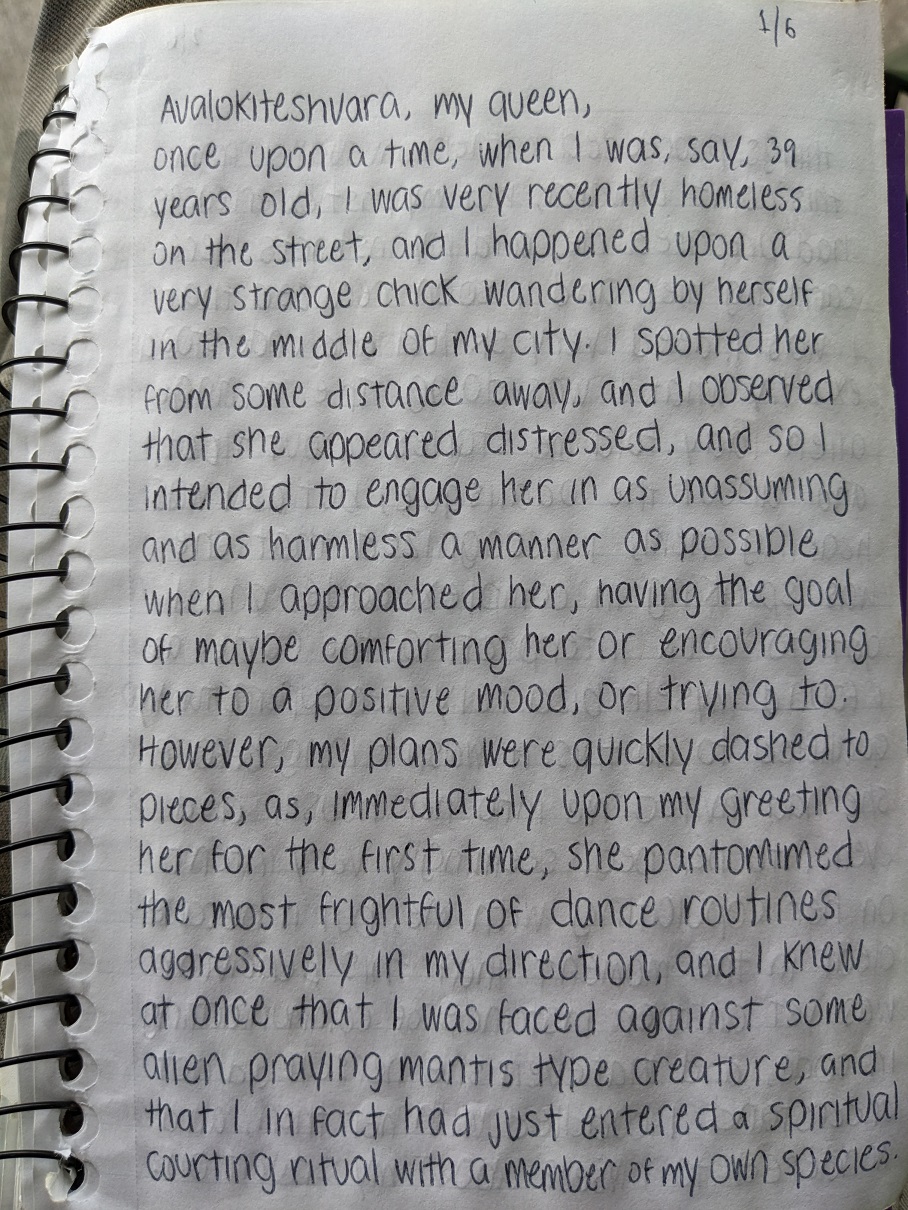 1/6
Avalokiteshvara, my queen,
once upon a time, when I was, say, 39
years old, I was very recently homeless
on the street, and I happened upon a
very strange chick wandering by herself
in the middle of my city. I spotted her
from some distance away, and I observed
that she appeared distressed, and so I
intended to engage her in as unassuming
and as harmless a manner as possible
when I approached her, having the goal
of maybe comforting her or encouraging
her to a positive mood, or trying to.
However, my plans were quickly dashed to
pieces, as, immediately upon my greeting
her for the first time, she pantomimed
the most frightful of dance routines
aggressively in my direction, and I knew
at once that I was faced against some
alien praying mantis type creature, and
that I in fact had just entered a spiritual
courting ritual with a member of my own species.